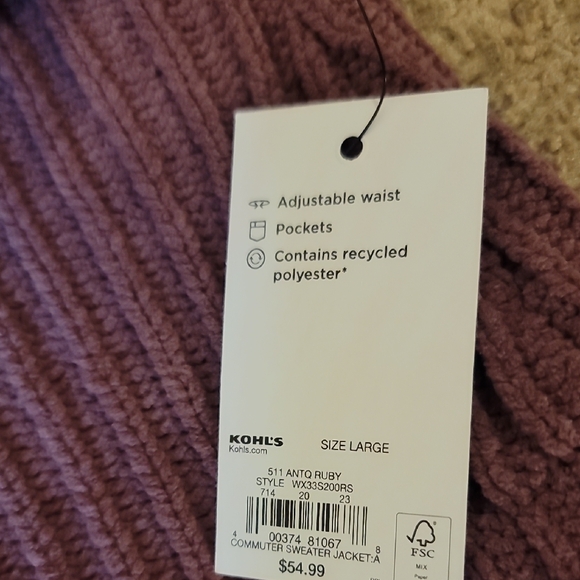 Adjustable waist
Pockets
Contains recycled
polyester*
KOHL'S
Kohls.com
SIZE LARGE
511 ANTQ RUBY
STYLE WX33S200RS
714 20 23
4 00374 81067 8
COMMUTER SWEATER JACKET:A
$54.99
FSC
MIX
Paper